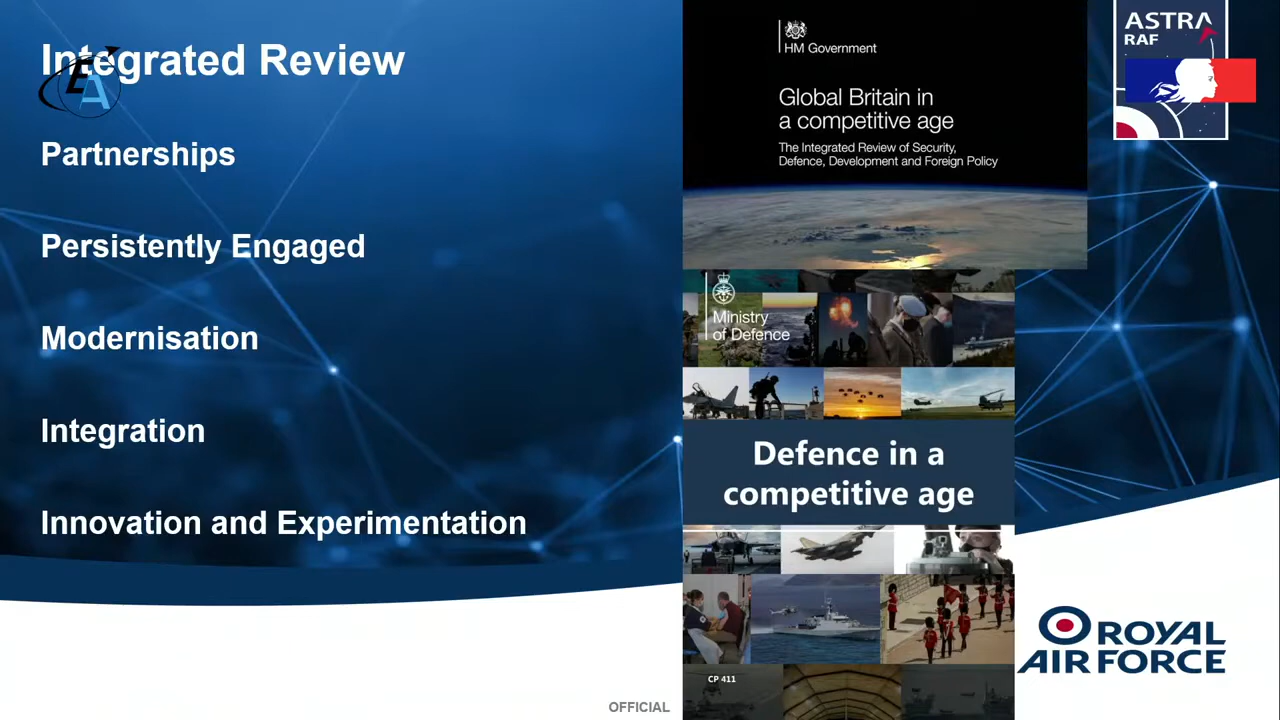 Integrated Review
EA
Partnerships
Persistently Engaged
Modernisation
Integration
Innovation and Experimentation
HM Government
Global Britain in
a competitive age
The Integrated Review of Security,
Defence, Development and Foreign Policy
Ministry
of Defence
Defence in a
competitive age
CP 411
ASTRA
RAF
ROYAL
AIR FORCE
OFFICIAL